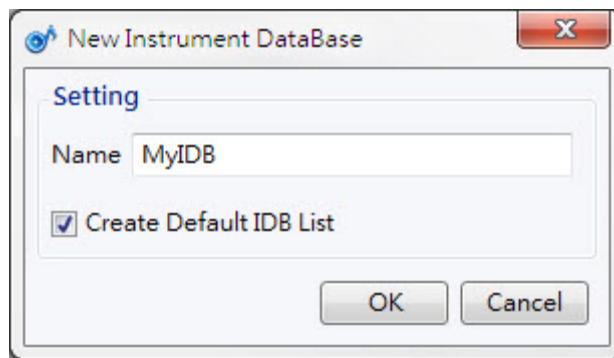 New Instrument DataBase
Setting
Name MyIDB
Create Default IDB List
OK Cancel